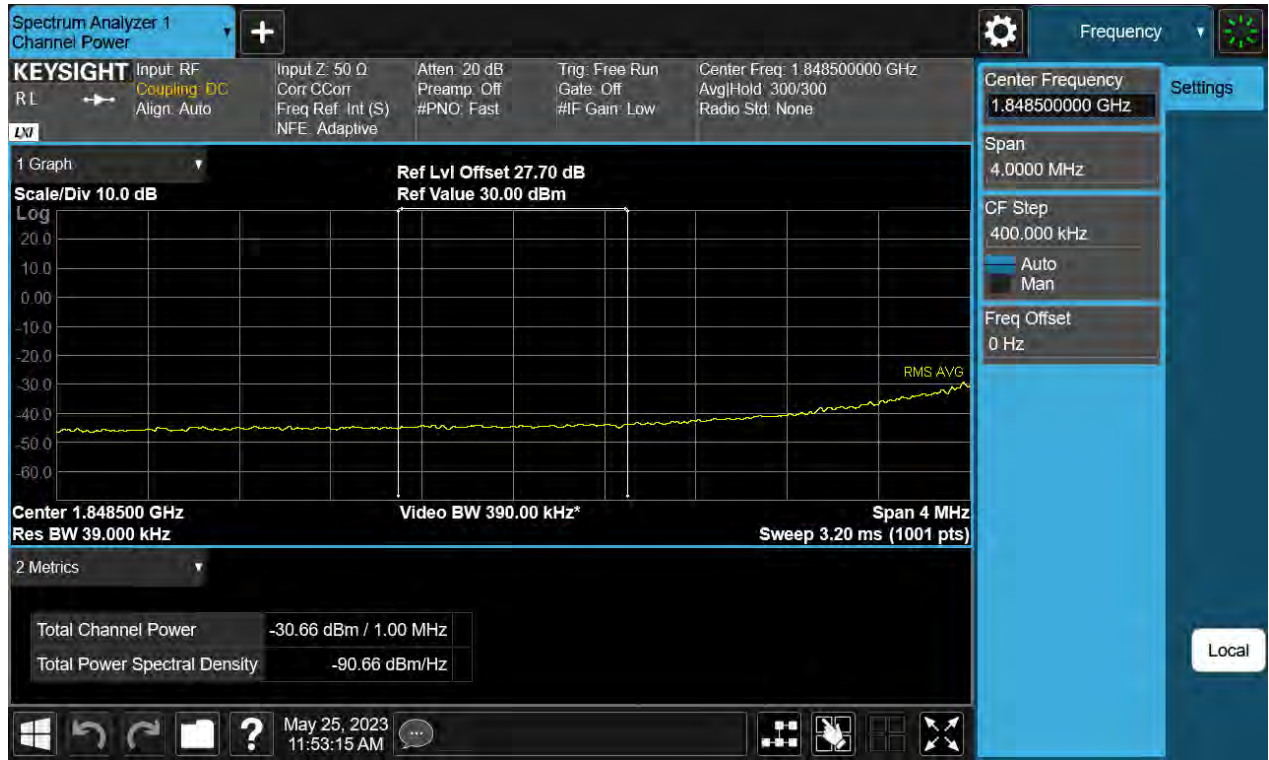 Spectrum Analyzer 1
Channel Power
Frequency
KEYSIGHT
RL
LXI
Input: RF
Coupling: DC
Align: Auto
Input Z: 50 Ω
Corr CCorr
Freq Ref: Int (S)
NFE: Adaptive
Atten: 20 dB
Preamp: Off
#PNO: Fast
Trig: Free Run
Gate: Off
#IF Gain: Low
Center Freq: 1.848500000 GHz
Avg|Hold: 300/300
Radio Std: None
1 Graph
Scale/Div 10.0 dB
Ref Lvl Offset 27.70 dB
Ref Value 30.00 dBm
Log
20.0
10.0
0.00
-10.0
-20.0
-30.0
-40.0
-50.0
-60.0
RMS AVG
Center 1.848500 GHz
Res BW 39.000 kHz
Video BW 390.00 kHz*
Span 4 MHz
Sweep 3.20 ms (1001 pts)
2 Metrics
Total Channel Power -30.66 dBm / 1.00 MHz
Total Power Spectral Density -90.66 dBm/Hz
Center Frequency
1.848500000 GHz
Settings
Span
4.0000 MHz
CF Step
400.000 kHz
Auto
Man
Freq Offset
0 Hz
Local
?
May 25, 2023
11:53:15 AM